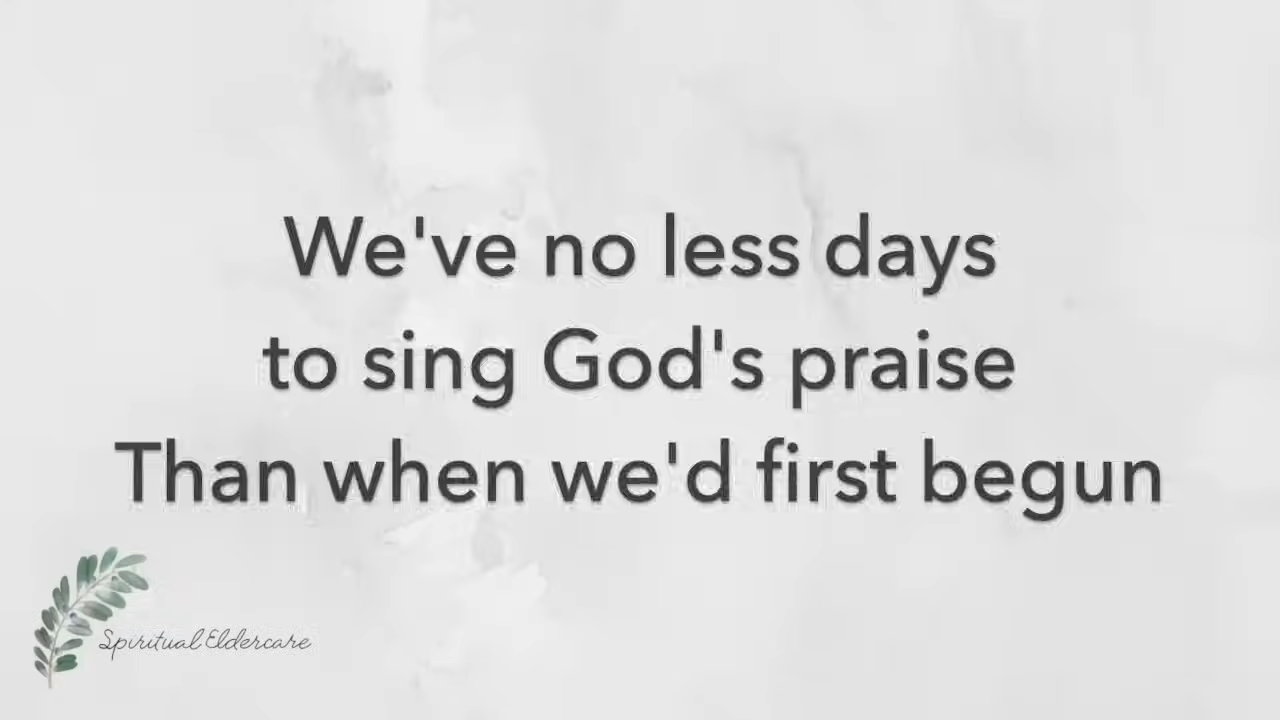 We've no less days
to sing God's praise
Than when we'd first begun
Spiritual Eldercare